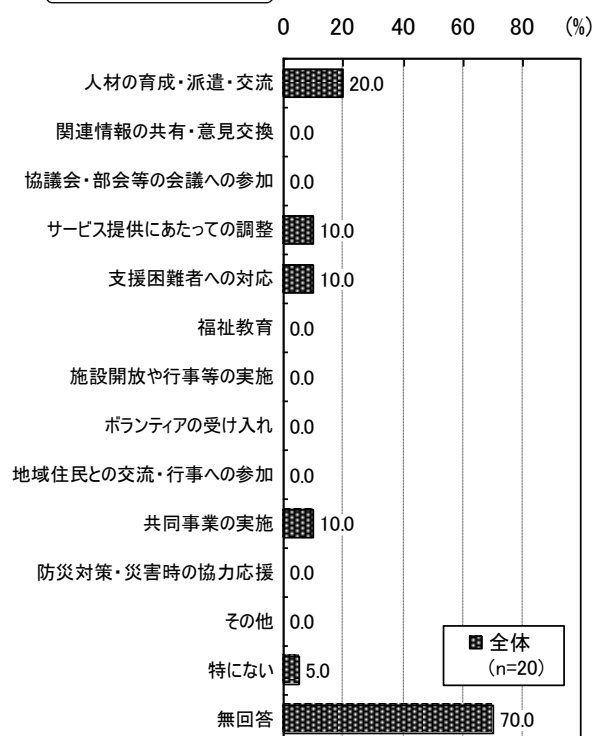 0 20 40 60 80 (%)
人材の育成・派遣・交流 20.0
関連情報の共有・意見交換 0.0
協議会・部会等の会議への参加 0.0
サービス提供にあたっての調整 10.0
支援困難者への対応 10.0
福祉教育 0.0
施設開放や行事等の実施 0.0
ボランティアの受け入れ 0.0
地域住民との交流・行事への参加 0.0
共同事業の実施 10.0
防災対策・災害時の協力応援 0.0
その他 0.0
全体
(n=20)
特にない 5.0
無回答 70.0